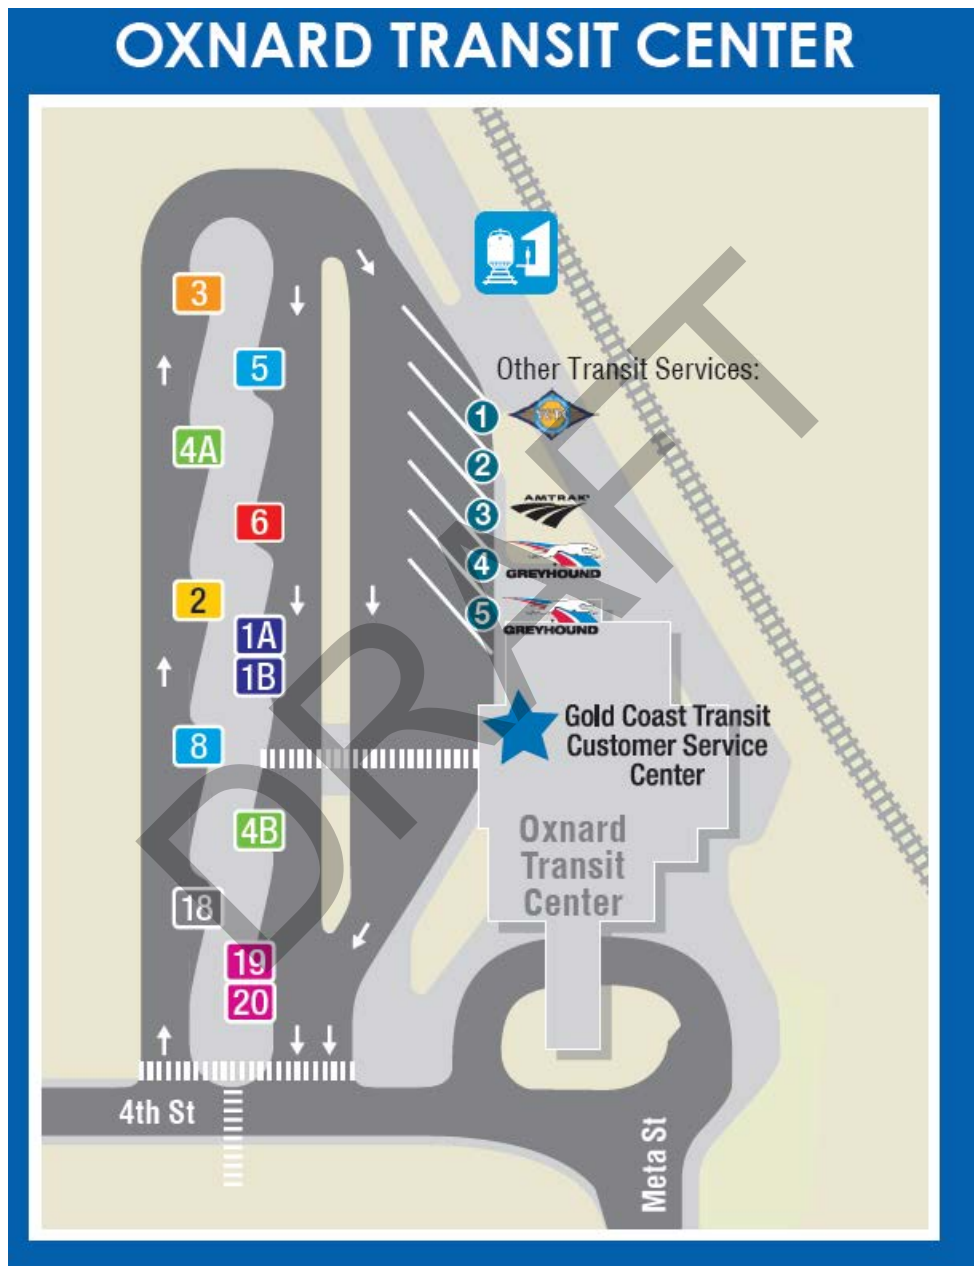 OXNARD TRANSIT CENTER
3
5
Other Transit Services:
1
4A
2
6
3
AMTRAK
4
GREYHOUND
2
5
GREYHOUND
1A
1B
Gold Coast Transit
Customer Service
Center
8
4B
Oxnard
Transit
Center
18
19
20
4th St
Meta St
DRAFT